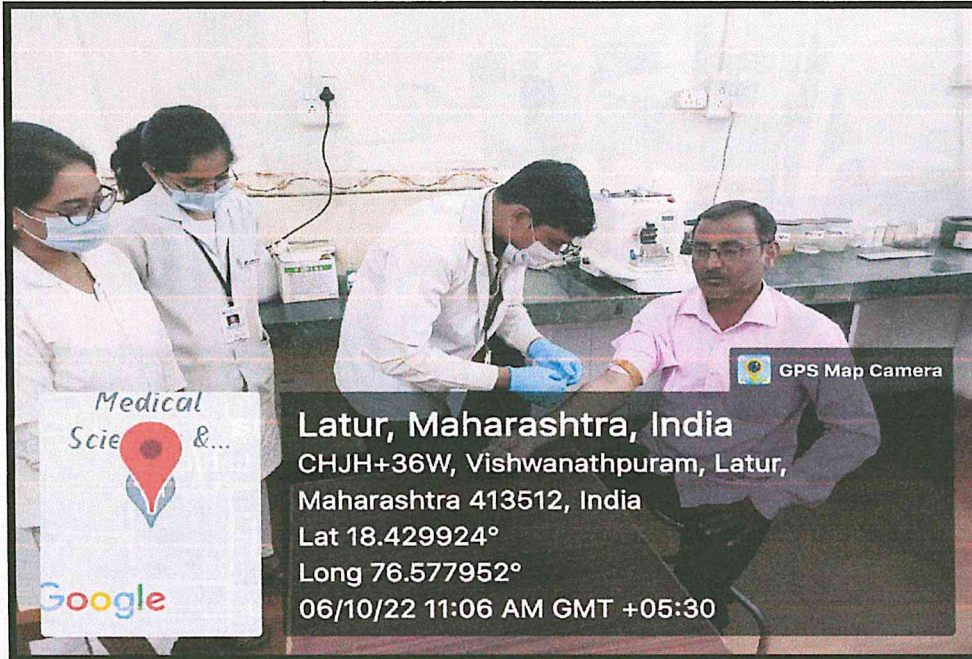 GPS Map Camera
Medical
Scie &...
Google
Latur, Maharashtra, India
CHJH+36W, Vishwanathpuram, Latur,
Maharashtra 413512, India
Lat 18.429924°
Long 76.577952°
06/10/22 11:06 AM GMT +05:30